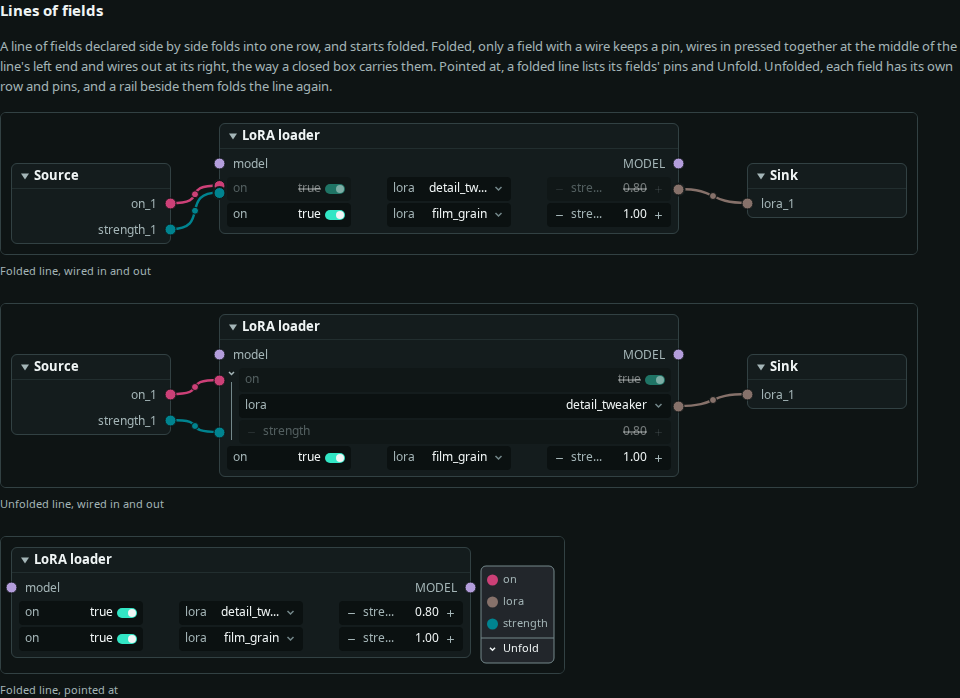 Lines of fields
A line of fields declared side by side folds into one row, and starts folded. Folded, only a field with a wire keeps a pin, wires in pressed together at the middle of the
line's left end and wires out at its right, the way a closed box carries them. Pointed at, a folded line lists its fields' pins and Unfold. Unfolded, each field has its own
row and pins, and a rail beside them folds the line again.
LoRA loader
model MODEL
Source
on_1
strength_1
on true lora detail_tw... – stre... 0.80 +
on true lora film_grain – stre... 1.00 +
Sink
lora_1
Folded line, wired in and out
LoRA loader
model MODEL
Source
on_1
strength_1
on true
lora detail_tweaker
– strength 0.80 +
on true lora film_grain – stre... 1.00 +
Sink
lora_1
Unfolded line, wired in and out
LoRA loader
model MODEL
on true lora detail_tw... – stre... 0.80 +
on true lora film_grain – stre... 1.00 +
on
lora
strength
Unfold
Folded line, pointed at